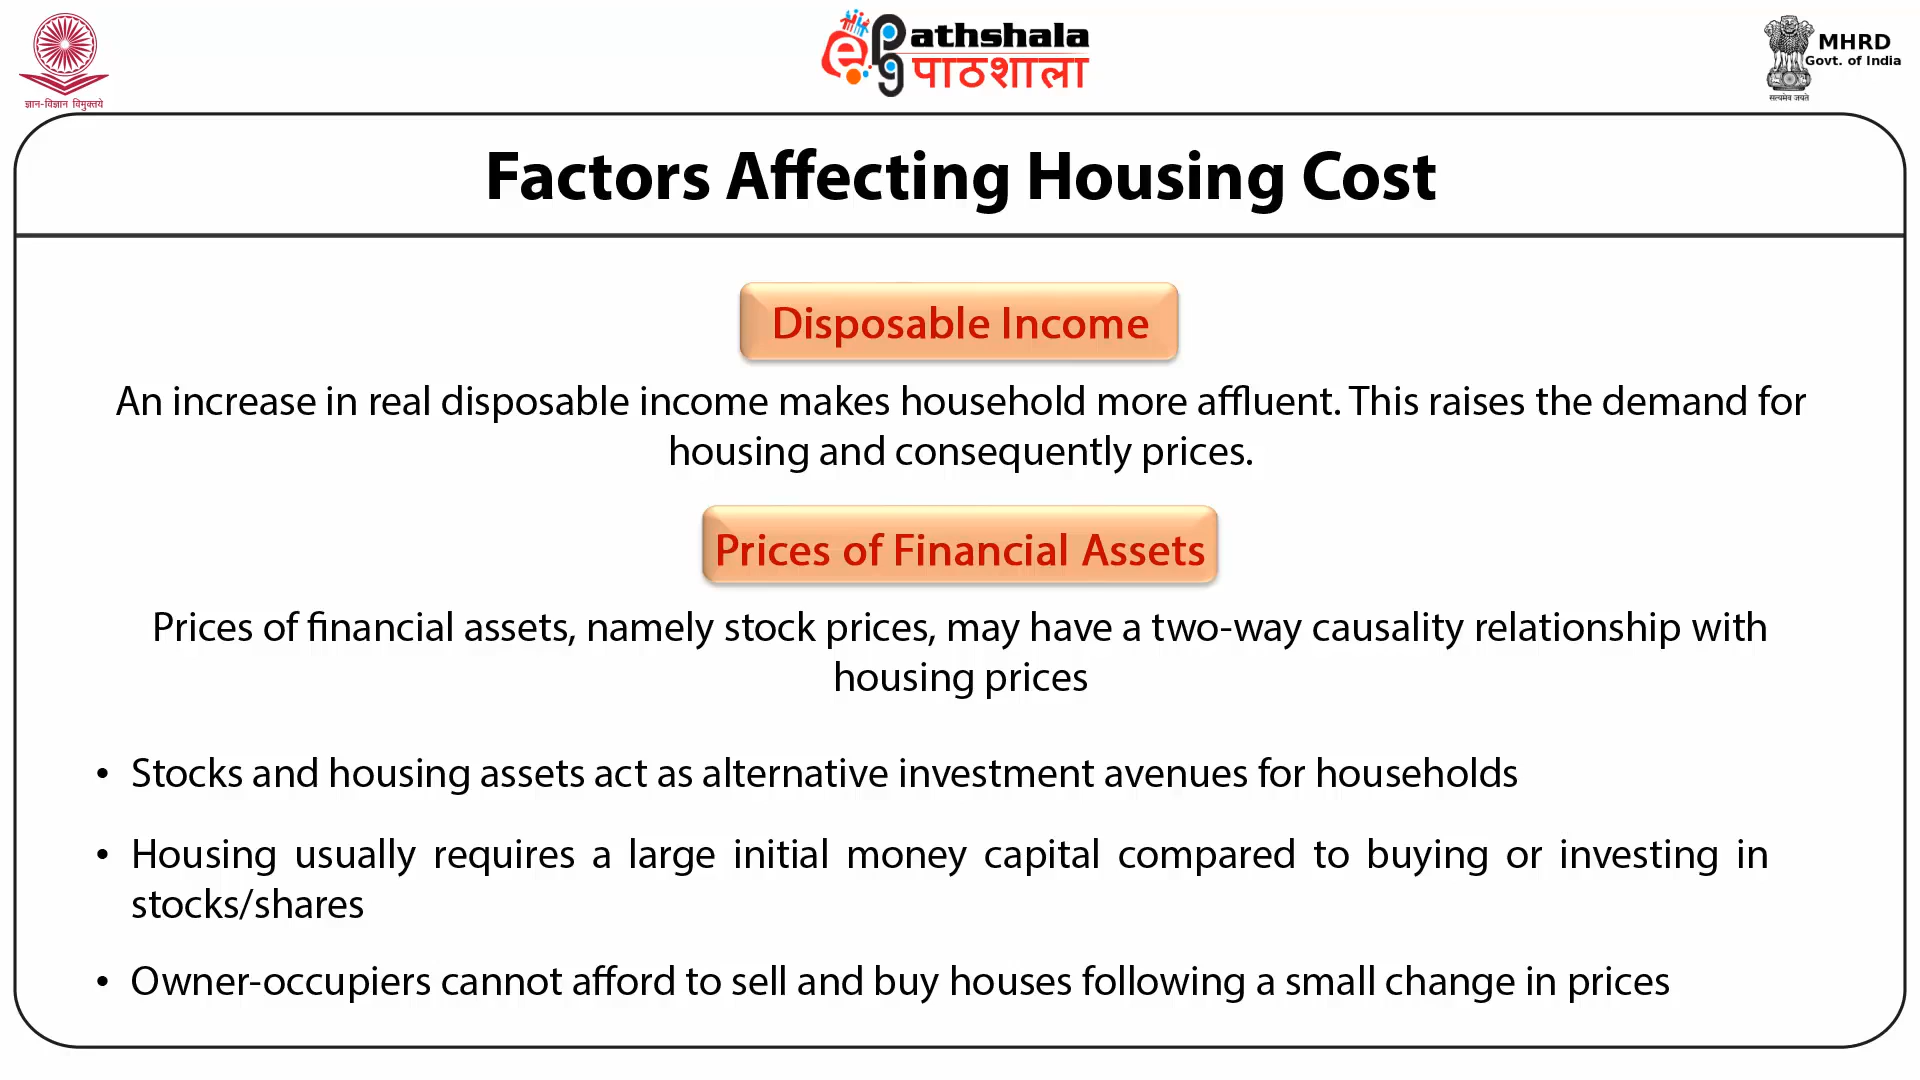 ज्ञान-विज्ञान विमुक्तये
ePathshala
पाठशाला
MHRD
Govt. of India
सत्यमेव जयते
Factors Affecting Housing Cost
Disposable Income
An increase in real disposable income makes household more affluent. This raises the demand for
housing and consequently prices.
Prices of Financial Assets
Prices of financial assets, namely stock prices, may have a two-way causality relationship with
housing prices
• Stocks and housing assets act as alternative investment avenues for households
• Housing usually requires a large initial money capital compared to buying or investing in
stocks/shares
• Owner-occupiers cannot afford to sell and buy houses following a small change in prices